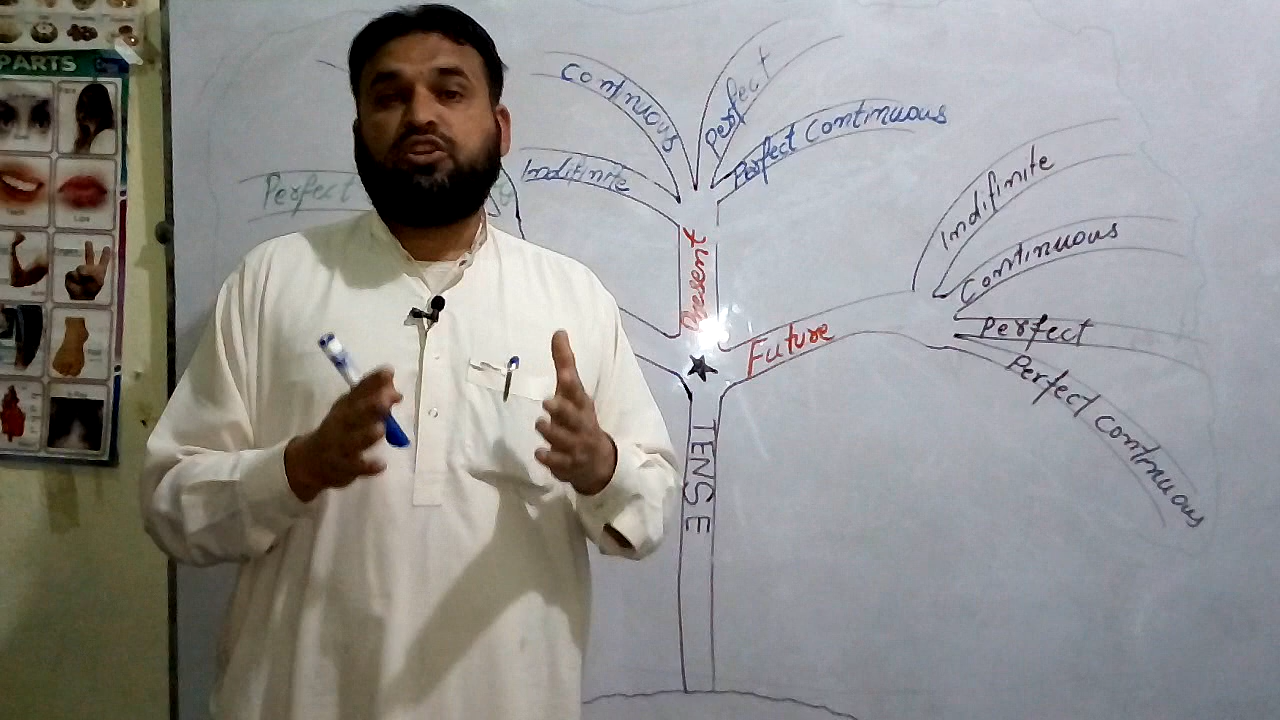 PARTS
Continuous
Perfect
Perfect Continuous
Indifinite
Perfect
Present
Future
Indifinite
Continuous
Perfect
Perfect Continuous
TENSE